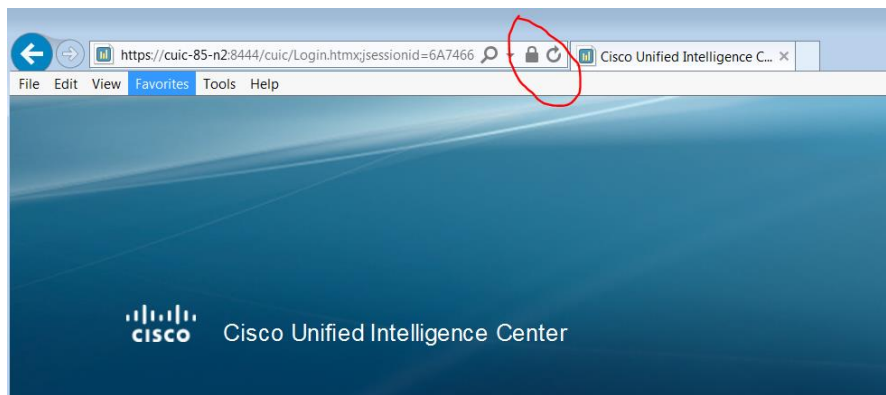 https://cuic-85-n2:8444/cuic/Login.htmx;jsessionid=6A7466
Cisco Unified Intelligence C...
File Edit View Favorites Tools Help
CISCO
Cisco Unified Intelligence Center